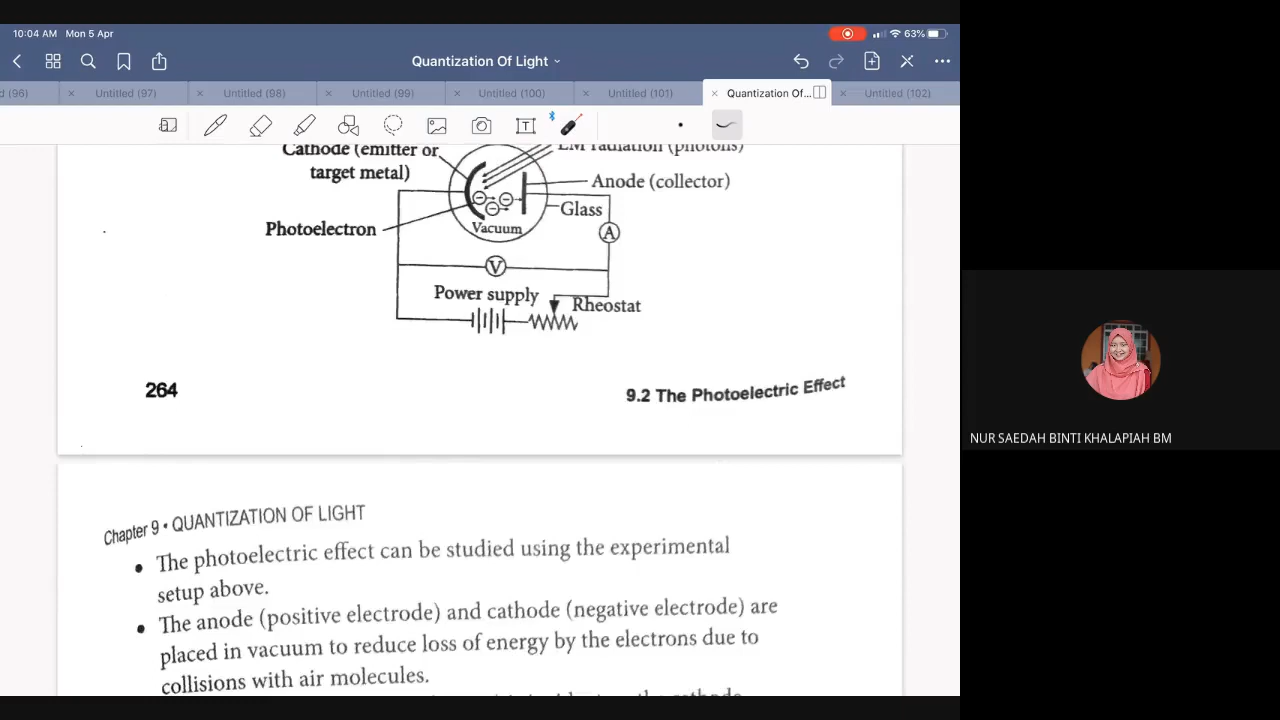 10:04 AM Mon 5 Apr
63%
Quantization Of Light
d (96)
Untitled (97)
Untitled (98)
Untitled (99)
Untitled (100)
Untitled (101)
Quantization Of...
Untitled (102)
T
Cathode (emitter or
target metal)
EM radiation (photons)
Anode (collector)
Glass
Photoelectron
Vacuum
A
V
Power supply
Rheostat
264
9.2 The Photoelectric Effect
Chapter 9 • QUANTIZATION OF LIGHT
• The photoelectric effect can be studied using the experimental
setup above.
• The anode (positive electrode) and cathode (negative electrode) are
placed in vacuum to reduce loss of energy by the electrons due to
collisions with air molecules.
NUR SAEDAH BINTI KHALAPIAH BM